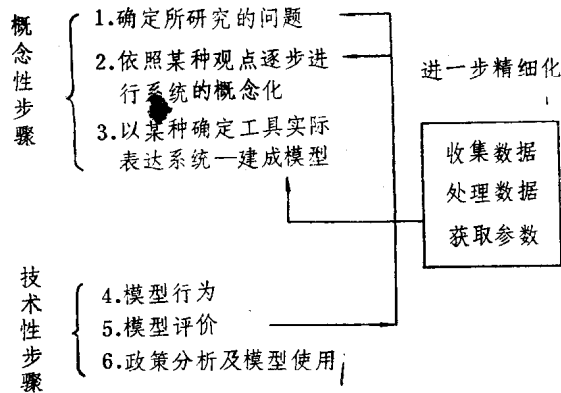 概念性步骤
1.确定所研究的问题
2.依照某种观点逐步进
行系统的概念化
3.以某种确定工具实际
表达系统—建成模型
进一步精细化
收集数据
处理数据
获取参数
技术性步骤
4.模型行为
5.模型评价
6.政策分析及模型使用